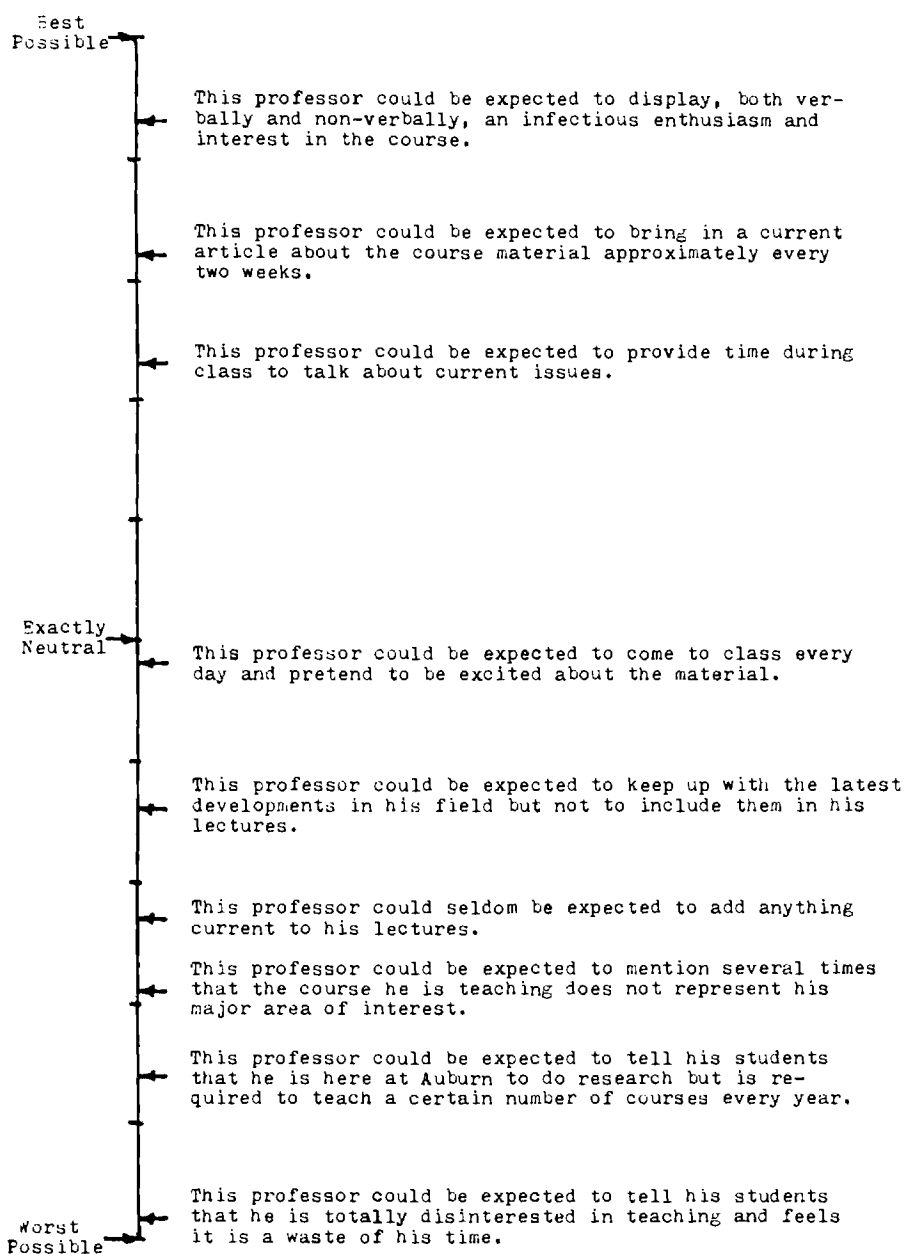 Best
Possible
This professor could be expected to display, both ver-
bally and non-verbally, an infectious enthusiasm and
interest in the course.
This professor could be expected to bring in a current
article about the course material approximately every
two weeks.
This professor could be expected to provide time during
class to talk about current issues.
Exactly
Neutral
This professor could be expected to come to class every
day and pretend to be excited about the material.
This professor could be expected to keep up with the latest
developments in his field but not to include them in his
lectures.
This professor could seldom be expected to add anything
current to his lectures.
This professor could be expected to mention several times
that the course he is teaching does not represent his
major area of interest.
This professor could be expected to tell his students
that he is here at Auburn to do research but is re-
quired to teach a certain number of courses every year.
This professor could be expected to tell his students
that he is totally disinterested in teaching and feels
it is a waste of his time.
Worst
Possible